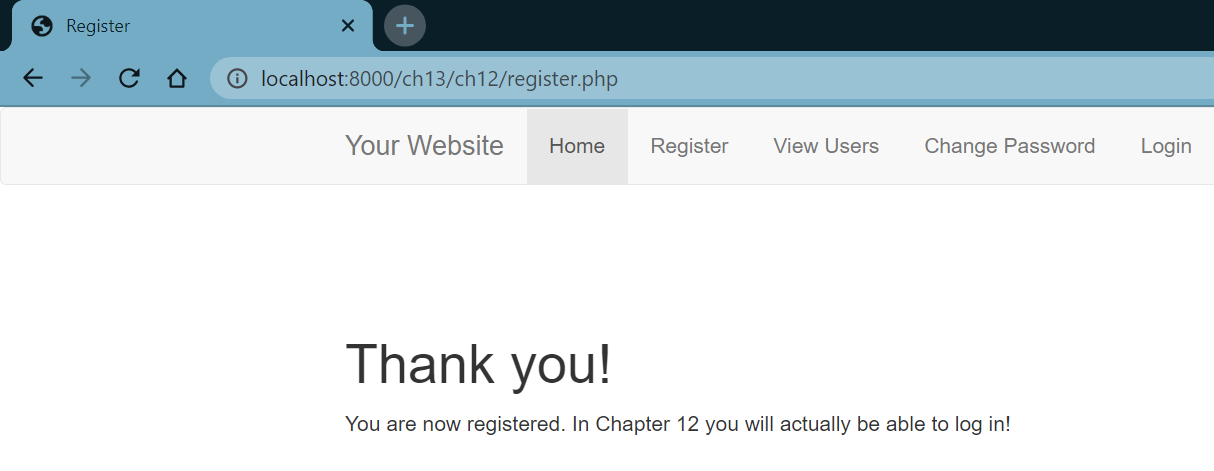 Register
localhost:8000/ch13/ch12/register.php
Your Website Home Register View Users Change Password Login
Thank you!
You are now registered. In Chapter 12 you will actually be able to log in!